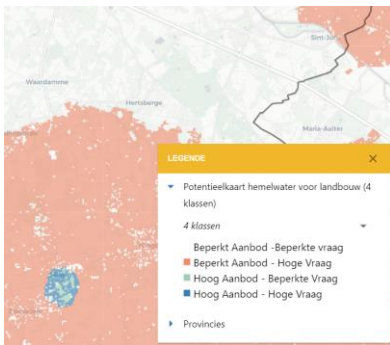 Sint-Jor
Waardamme
Hertsberge
Maria-Aalter
LEGENDE
Potentieelkaart hemelwater voor landbouw (4
klassen)
4 klassen
Beperkt Aanbod -Beperkte vraag
Beperkt Aanbod - Hoge Vraag
Hoog Aanbod - Beperkte Vraag
Hoog Aanbod - Hoge Vraag
Provincies